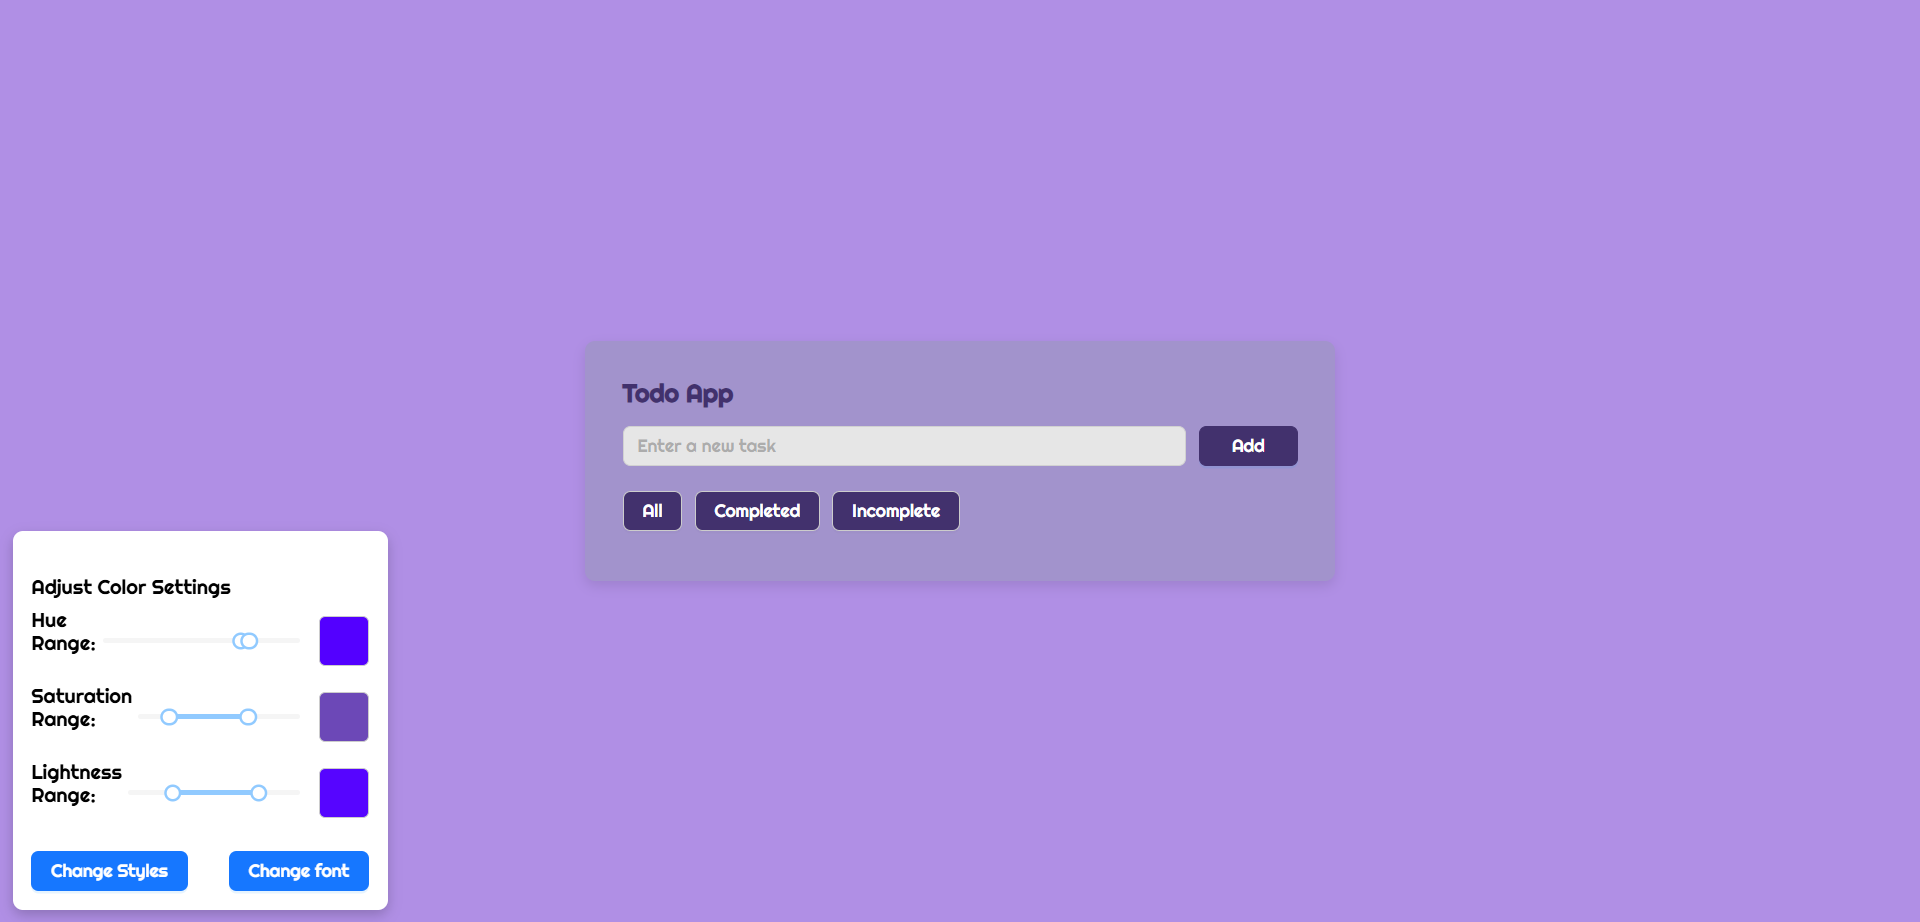 Todo App
Enter a new task
Add
All
Completed
Incomplete
Adjust Color Settings
Hue
Range:
Saturation
Range:
Lightness
Range:
Change Styles
Change font